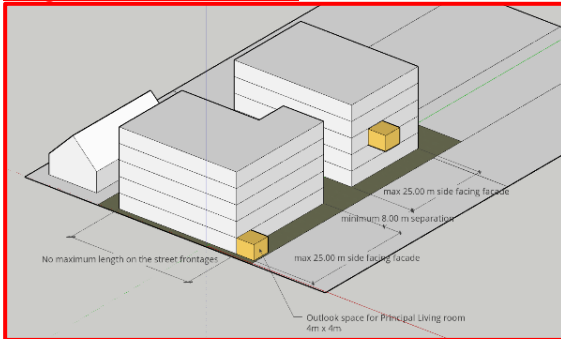 max 25.00 m side facing facade
minimum 8.00 m separation
No maximum length on the street frontages
max 25.00 m side facing facade
Outlook space for Principal Living room
4m x 4m